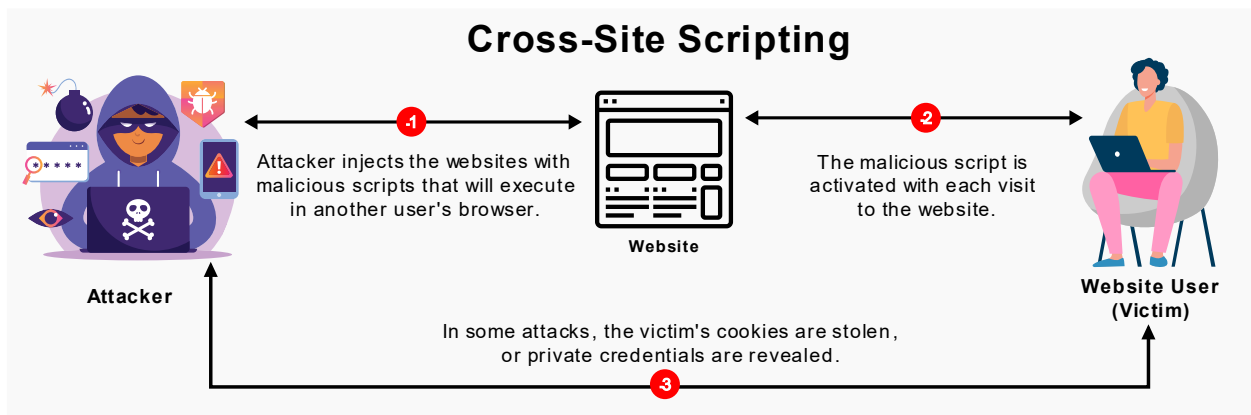 Cross-Site Scripting
-1
Attacker injects the websites with
malicious scripts that will execute
in another user's browser.
Website
-2
The malicious script is
activated with each visit
to the website.
* * * * *
Attacker
Website User
(Victim)
In some attacks, the victim's cookies are stolen,
or private credentials are revealed.
-3